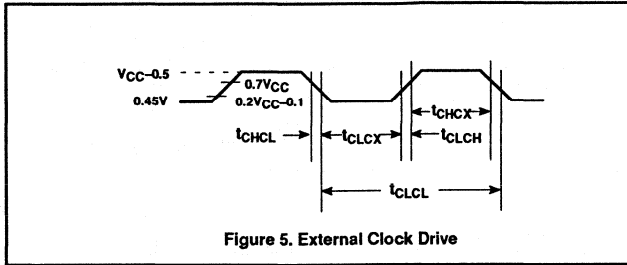 VCC–0.5
0.7VCC
0.45V
0.2VCC–0.1
tCHCX
tCHCL
tCLCX
tCLCH
tCLCL
Figure 5. External Clock Drive